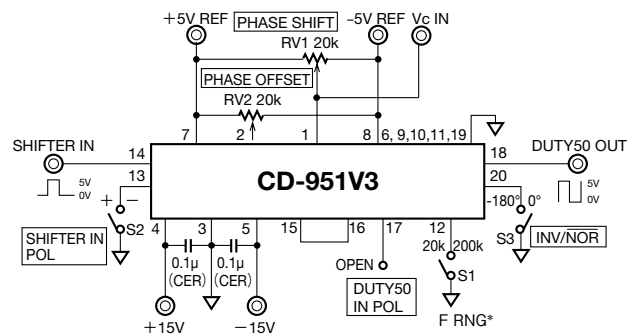 +5V REF
PHASE SHIFT
-5V REF
Vc IN
RV1 20k
PHASE OFFSET
RV2 20k
7
2
1
8
6, 9,10,11,19
SHIFTER IN
14
18
DUTY50 OUT
5V
0V
13
CD-951V3
20
5V
0V
+
−
S2
-180°
0°
S3
SHIFTER IN
POL
4
3
5
15
16
17
12
INV/NOR
0.1μ
(CER)
0.1μ
(CER)
20k
200k
S1
OPEN
DUTY50
IN POL
F RNG*
+15V
−15V